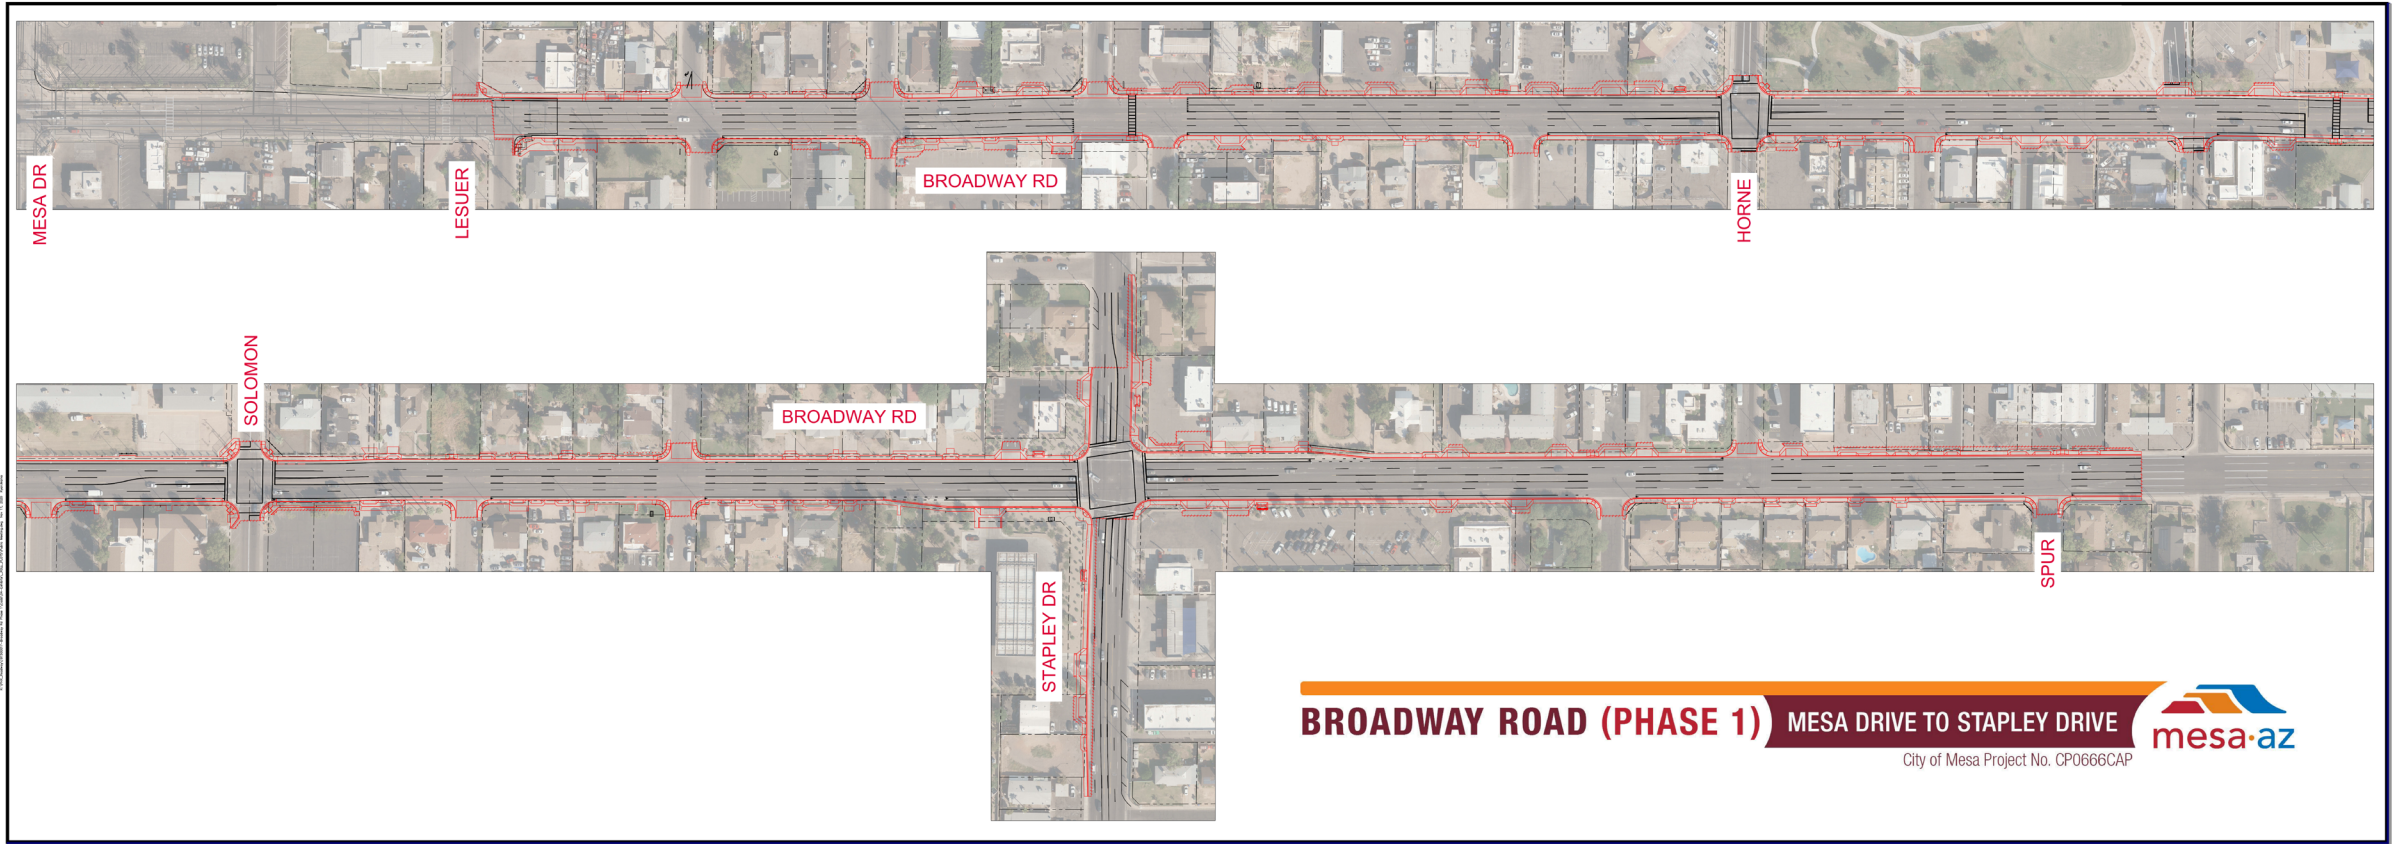 MESA DR
LESUER
BROADWAY RD
HORNE
SOLOMON
BROADWAY RD
STAPLEY DR
SPUR
BROADWAY ROAD (PHASE 1) MESA DRIVE TO STAPLEY DRIVE
mesa·az
City of Mesa Project No. CP0666CAP